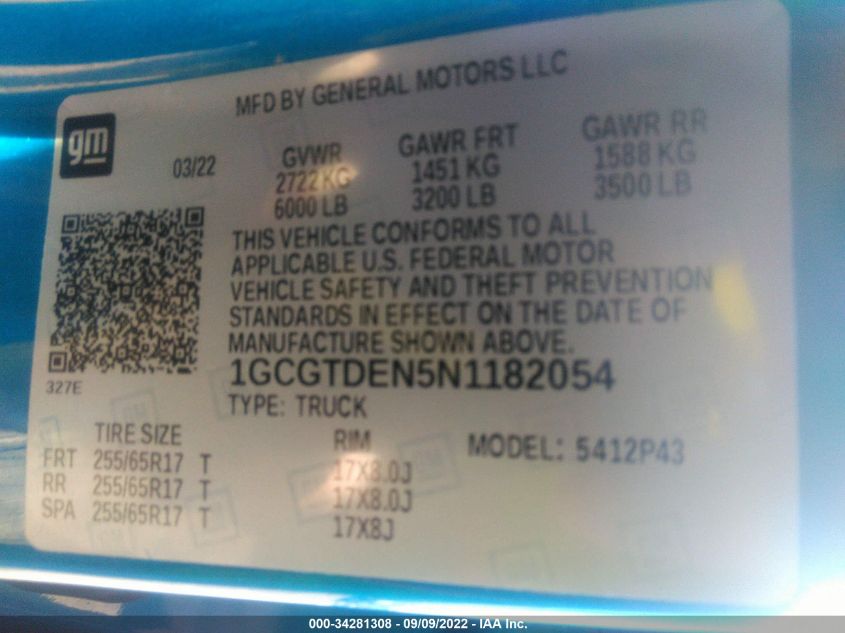 MFD BY GENERAL MOTORS LLC
gm
03/22
GVWR GAWR FRT GAWR RR
2722 KG 1451 KG 1588 KG
6000 LB 3200 LB 3500 LB
THIS VEHICLE CONFORMS TO ALL
APPLICABLE U.S. FEDERAL MOTOR
VEHICLE SAFETY AND THEFT PREVENTION
STANDARDS IN EFFECT ON THE DATE OF
MANUFACTURE SHOWN ABOVE.
327E
1GCGTDEN5N1182054
TYPE: TRUCK
TIRE SIZE RIM MODEL: 5412P43
FRT 255/65R17 T 17X8.0J
RR 255/65R17 T 17X8.0J
SPA 255/65R17 T 17X8J
000-34281308 - 09/09/2022 - IAA Inc.